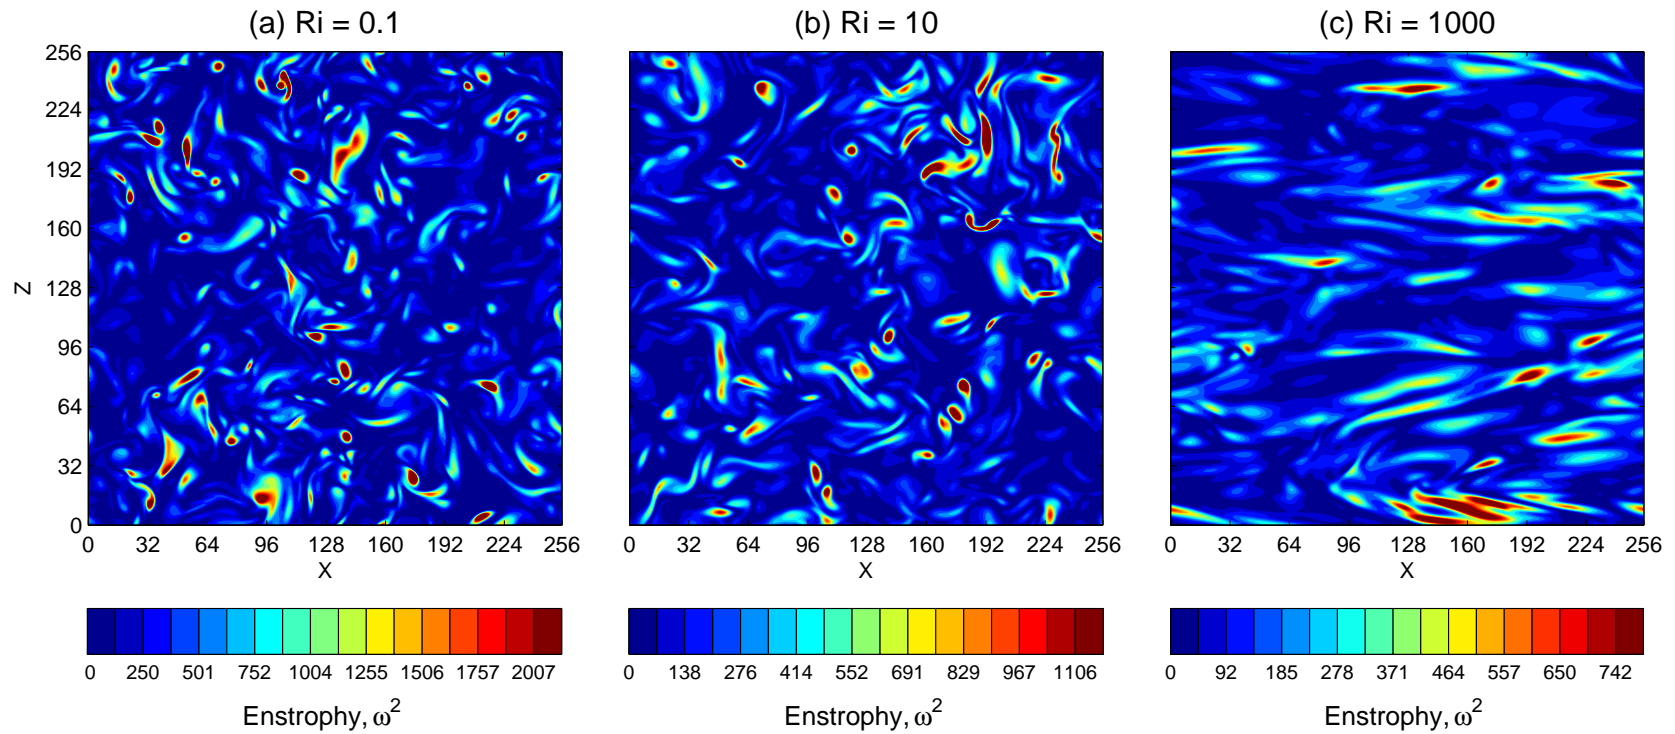 (a) Ri = 0.1
(b) Ri = 10
(c) Ri = 1000
256
224
192
160
128
96
64
32
0
Z
0 32 64 96 128 160 192 224 256
0 32 64 96 128 160 192 224 256
0 32 64 96 128 160 192 224 256
X
X
X
0 250 501 752 1004 1255 1506 1757 2007
0 138 276 414 552 691 829 967 1106
0 92 185 278 371 464 557 650 742
Enstrophy, ω²
Enstrophy, ω²
Enstrophy, ω²